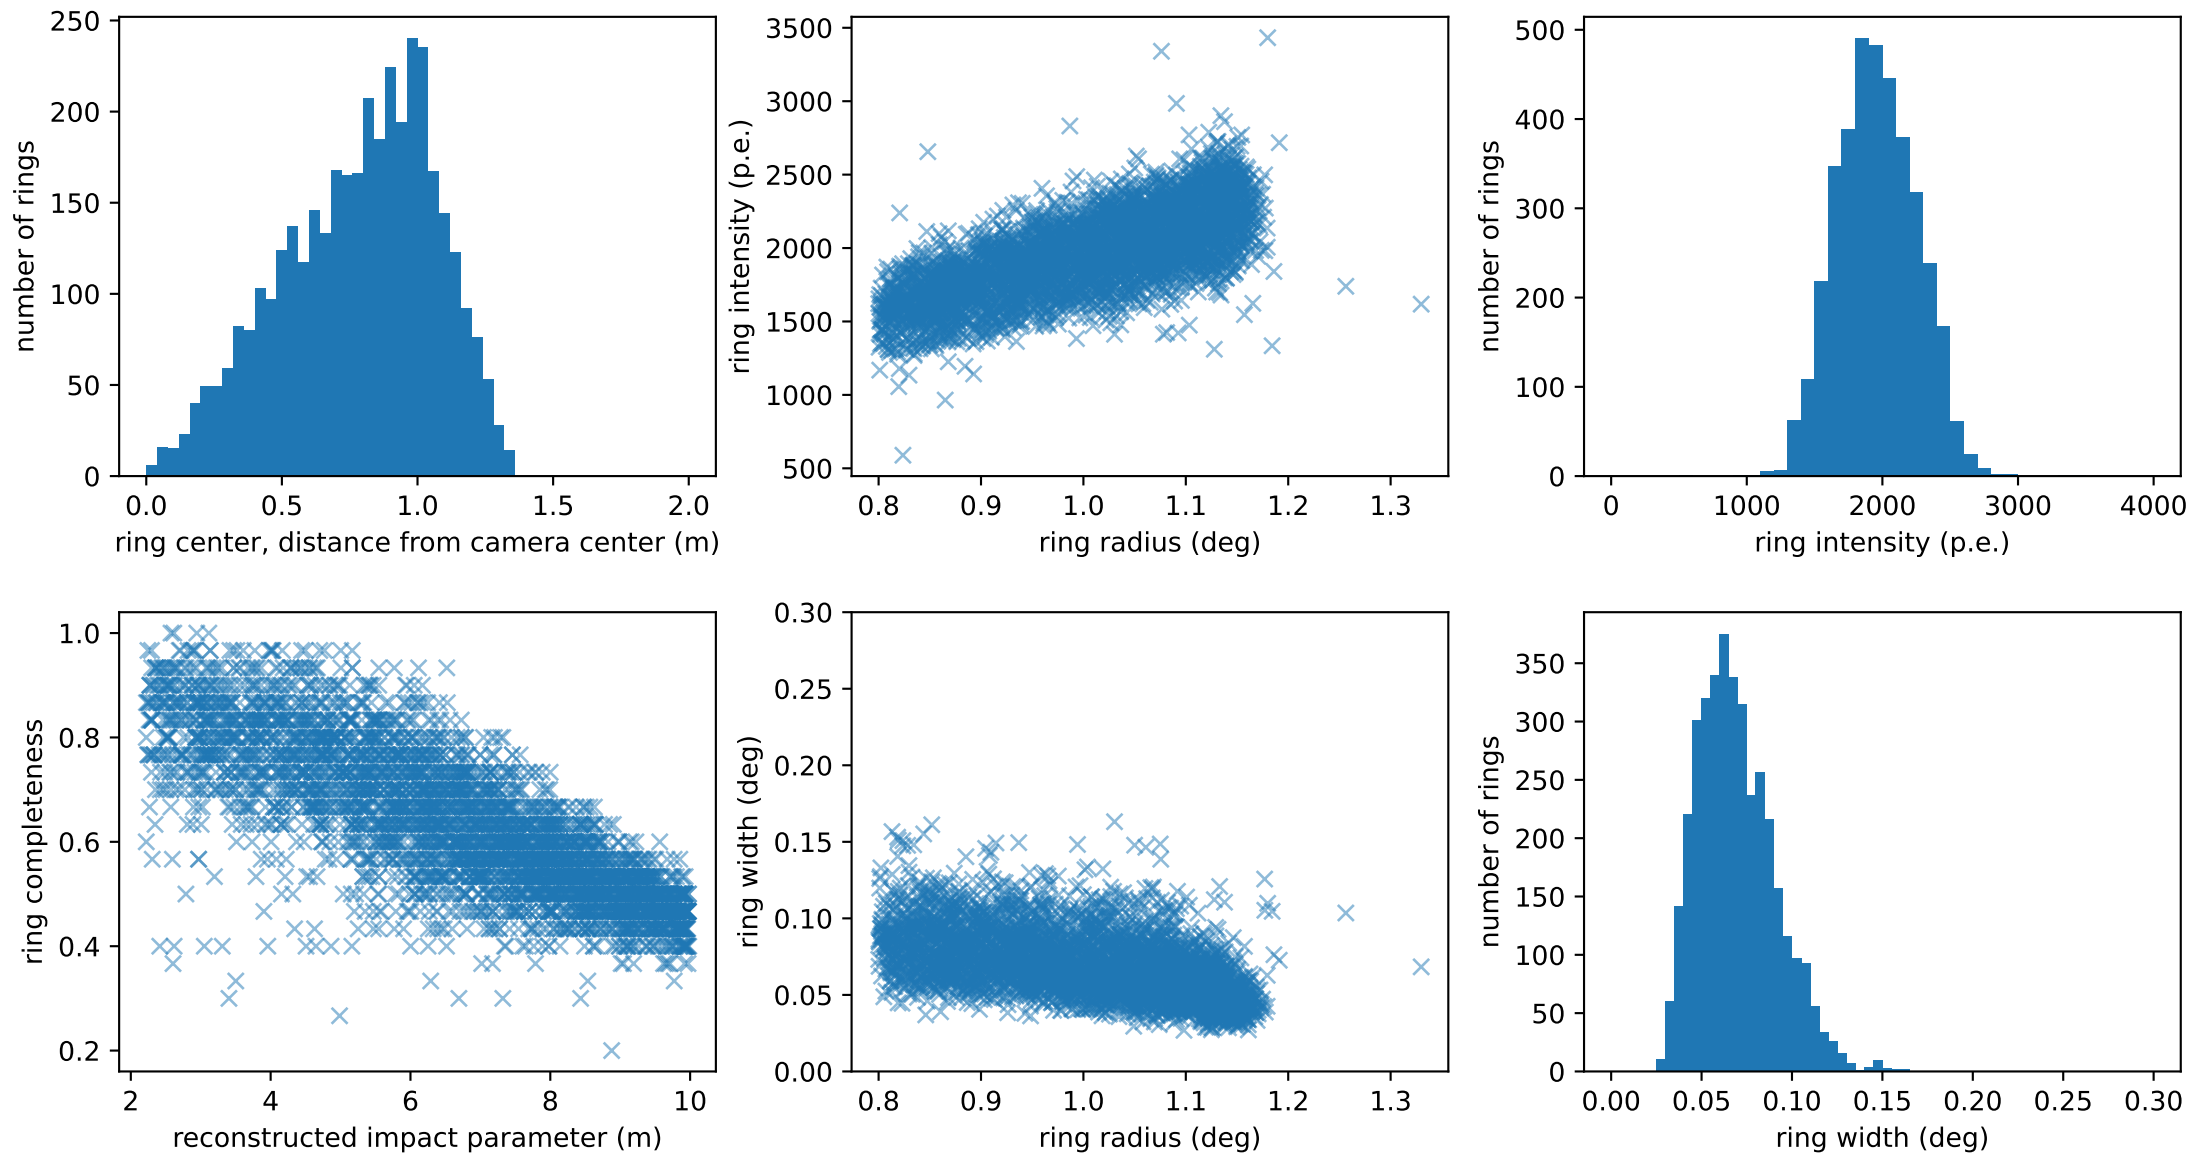 250
200
150
100
50
0
number of rings
0.0 0.5 1.0 1.5 2.0
ring center, distance from camera center (m)
3500
3000
2500
2000
1500
1000
500
ring intensity (p.e.)
0.8 0.9 1.0 1.1 1.2 1.3
ring radius (deg)
500
400
300
200
100
0
number of rings
0 1000 2000 3000 4000
ring intensity (p.e.)
1.0
0.8
0.6
0.4
0.2
ring completeness
2 4 6 8 10
reconstructed impact parameter (m)
0.30
0.25
0.20
0.15
0.10
0.05
0.00
ring width (deg)
0.8 0.9 1.0 1.1 1.2 1.3
ring radius (deg)
350
300
250
200
150
100
50
0
number of rings
0.00 0.05 0.10 0.15 0.20 0.25 0.30
ring width (deg)